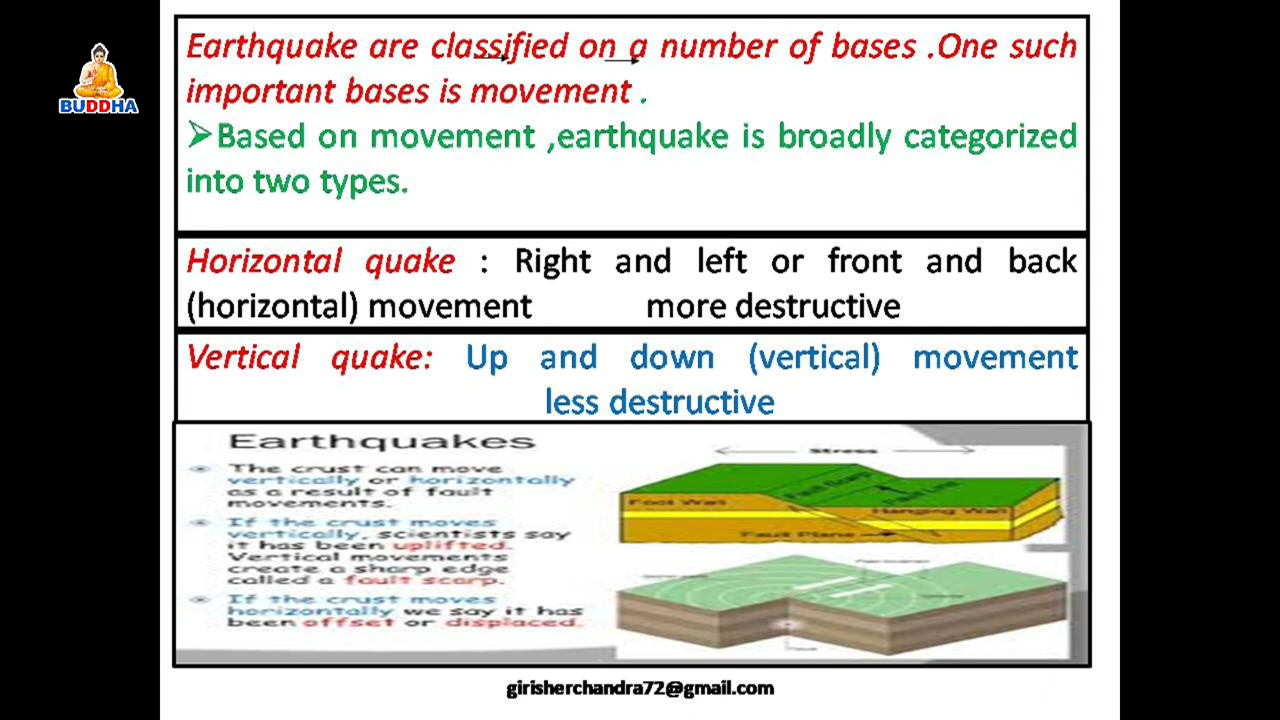 BUDDHA
Earthquake are classified on a number of bases .One such
important bases is movement .
➢Based on movement ,earthquake is broadly categorized
into two types.
Horizontal quake : Right and left or front and back
(horizontal) movement more destructive
Vertical quake: Up and down (vertical) movement
less destructive
Earthquakes
The crust can move
vertically or horizontally
as a result of fault
movements.
If the crust moves
vertically, scientists say
it has been uplifted.
Vertical movements
create a sharp edge
called a fault scarp.
If the crust moves
horizontally we say it has
been offset or displaced.
Stress
Fault Scarp
Fault Line
Foot Wall
Hanging Wall
Fault Plane
girisherchandra72@gmail.com